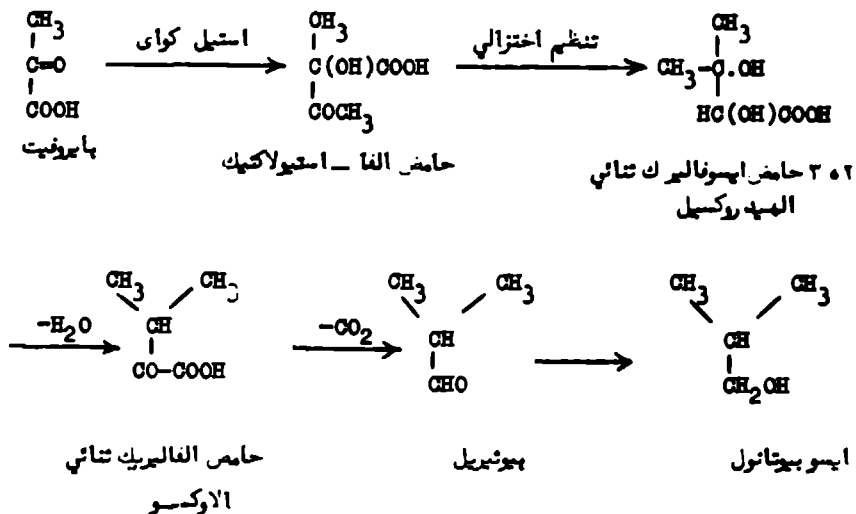 CH3
C=O
COOH
بايروفيت
استيل كواى
CH3
C(OH)COOH
COCH3
حامض الفا _ استيولاكتيك
تنظيم اختزالي
CH3
CH3-C.OH
HC(OH)COOH
٢ ، ٣ حامض ايسوفاليرك ثنائي
الهيدروكسيل
-H2O
CH3 CH3
CH
CO-COOH
حامض الفاليريك ثنائي
الاوكسو
-CO2
CH3 CH3
CH
CHO
بيوتيريل
CH3 CH3
CH
CH2OH
ايسو بيوتانول